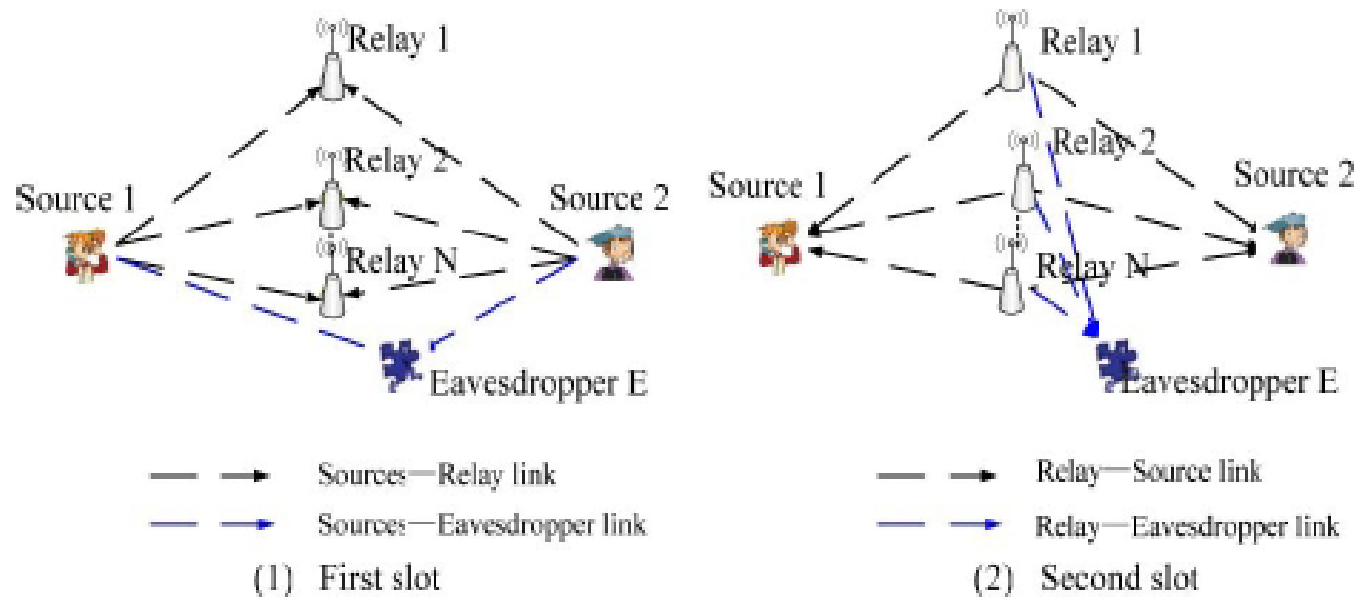 Relay 1
Relay 2
Source 1
Source 2
Relay N
Eavesdropper E
Sources—Relay link
Sources—Eavesdropper link
(1) First slot
Relay 1
Relay 2
Source 1
Source 2
Relay N
Eavesdropper E
Relay—Source link
Relay—Eavesdropper link
(2) Second slot